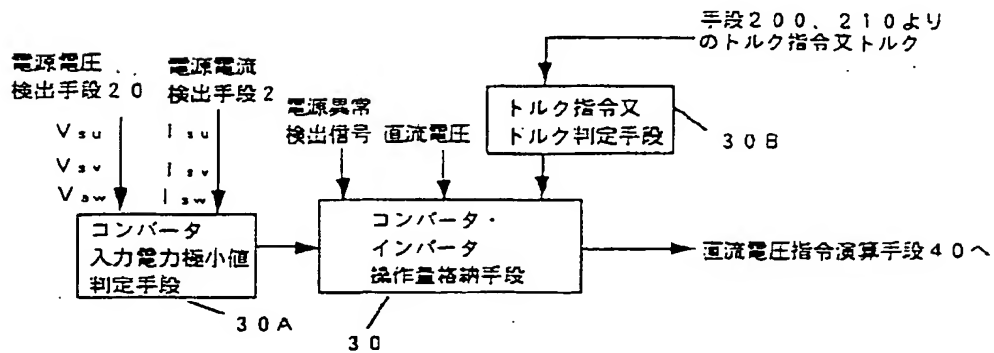 手段200、210より
のトルク指令又トルク
電源電圧
検出手段20
電源電流
検出手段2
電源異常
検出信号
直流電圧
トルク指令又
トルク判定手段
30B
Vsu
Vsv
Vsw
Isu
Isv
Isw
コンバータ
入力電力極小値
判定手段
コンバータ・
インバータ
操作量格納手段
直流電圧指令演算手段40へ
30A
30